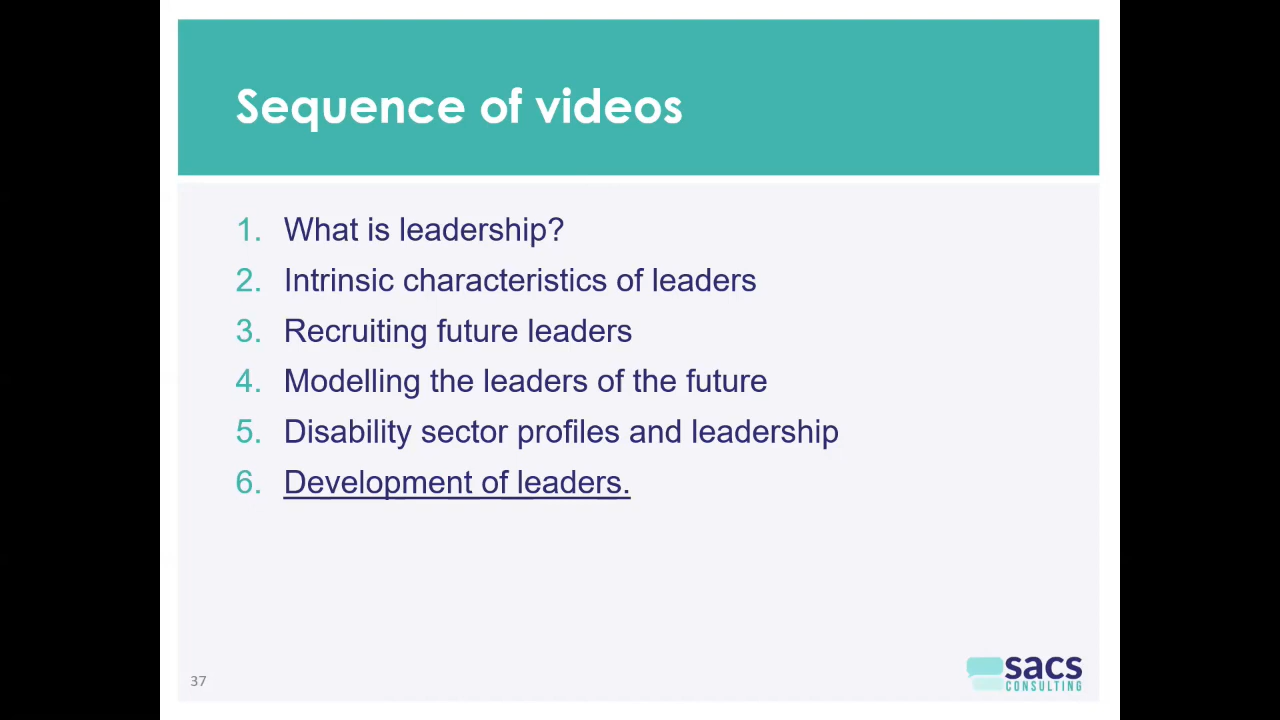 Sequence of videos
1. What is leadership?
2. Intrinsic characteristics of leaders
3. Recruiting future leaders
4. Modelling the leaders of the future
5. Disability sector profiles and leadership
6. Development of leaders.
37
sacs
CONSULTING